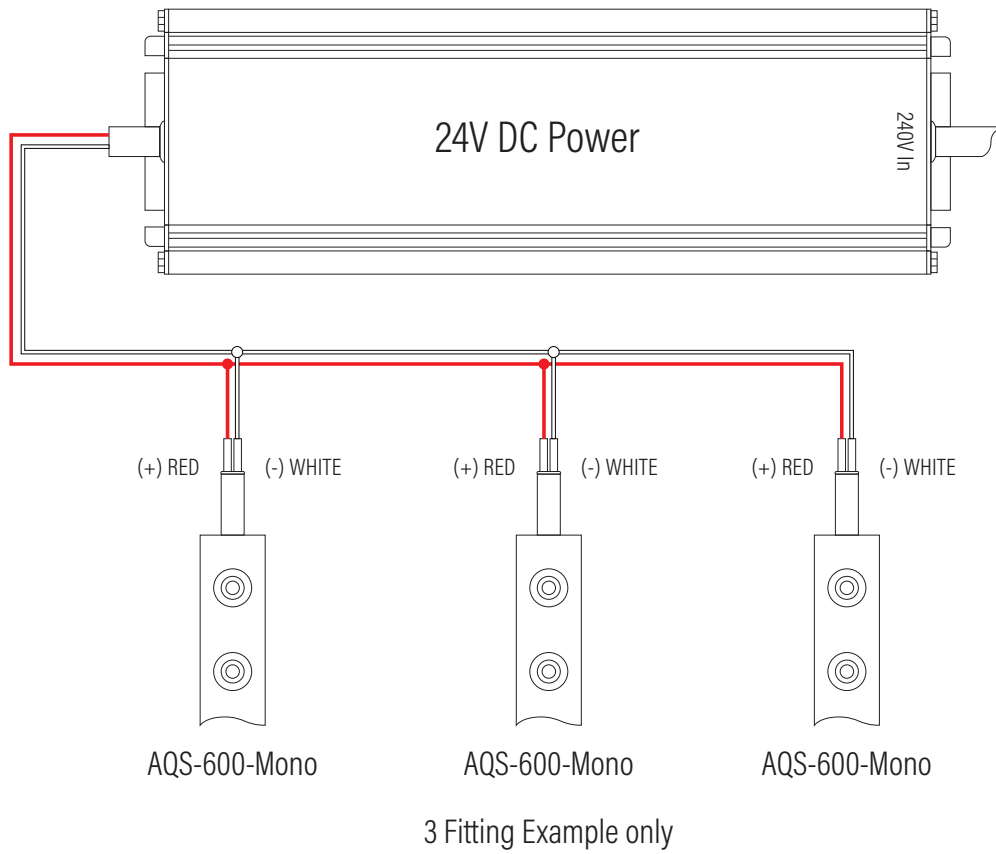 24V DC Power
240V In
(+) RED
(-) WHITE
(+) RED
(-) WHITE
(+) RED
(-) WHITE
AQS-600-Mono
AQS-600-Mono
AQS-600-Mono
3 Fitting Example only